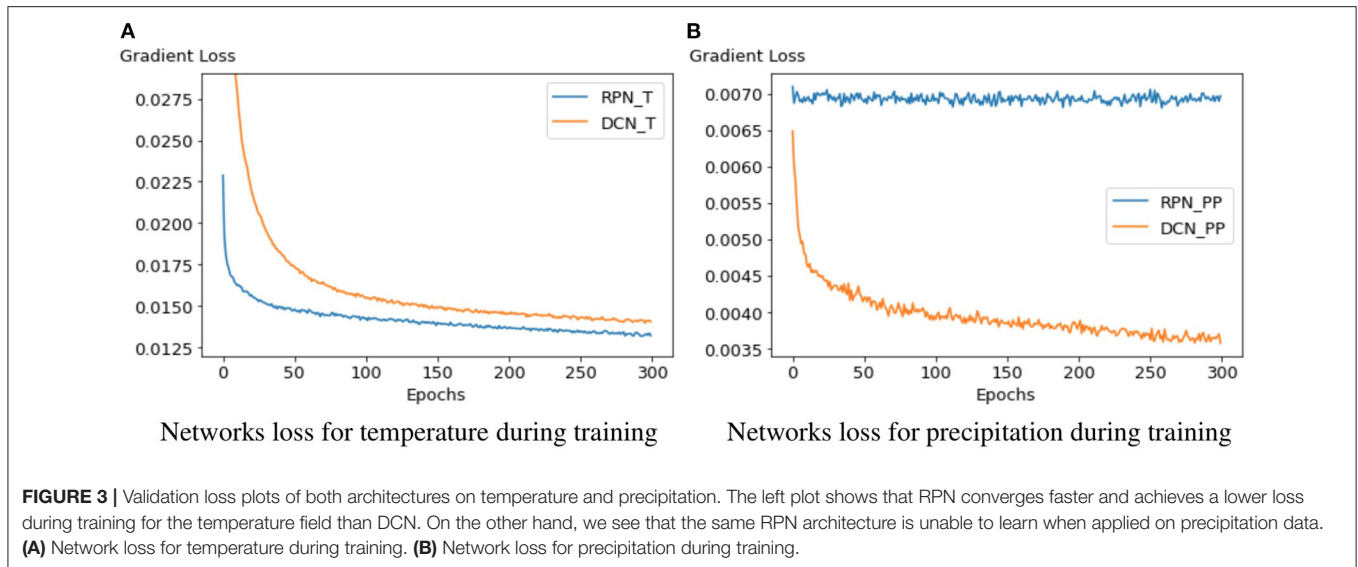 A
Gradient Loss
0.0275
0.0250
0.0225
0.0200
0.0175
0.0150
0.0125
RPN_T
DCN_T
0 50 100 150 200 250 300
Epochs
Networks loss for temperature during training
B
Gradient Loss
0.0070
0.0065
0.0060
0.0055
0.0050
0.0045
0.0040
0.0035
RPN_PP
DCN_PP
0 50 100 150 200 250 300
Epochs
Networks loss for precipitation during training
FIGURE 3 | Validation loss plots of both architectures on temperature and precipitation. The left plot shows that RPN converges faster and achieves a lower loss
during training for the temperature field than DCN. On the other hand, we see that the same RPN architecture is unable to learn when applied on precipitation data.
(A) Network loss for temperature during training. (B) Network loss for precipitation during training.